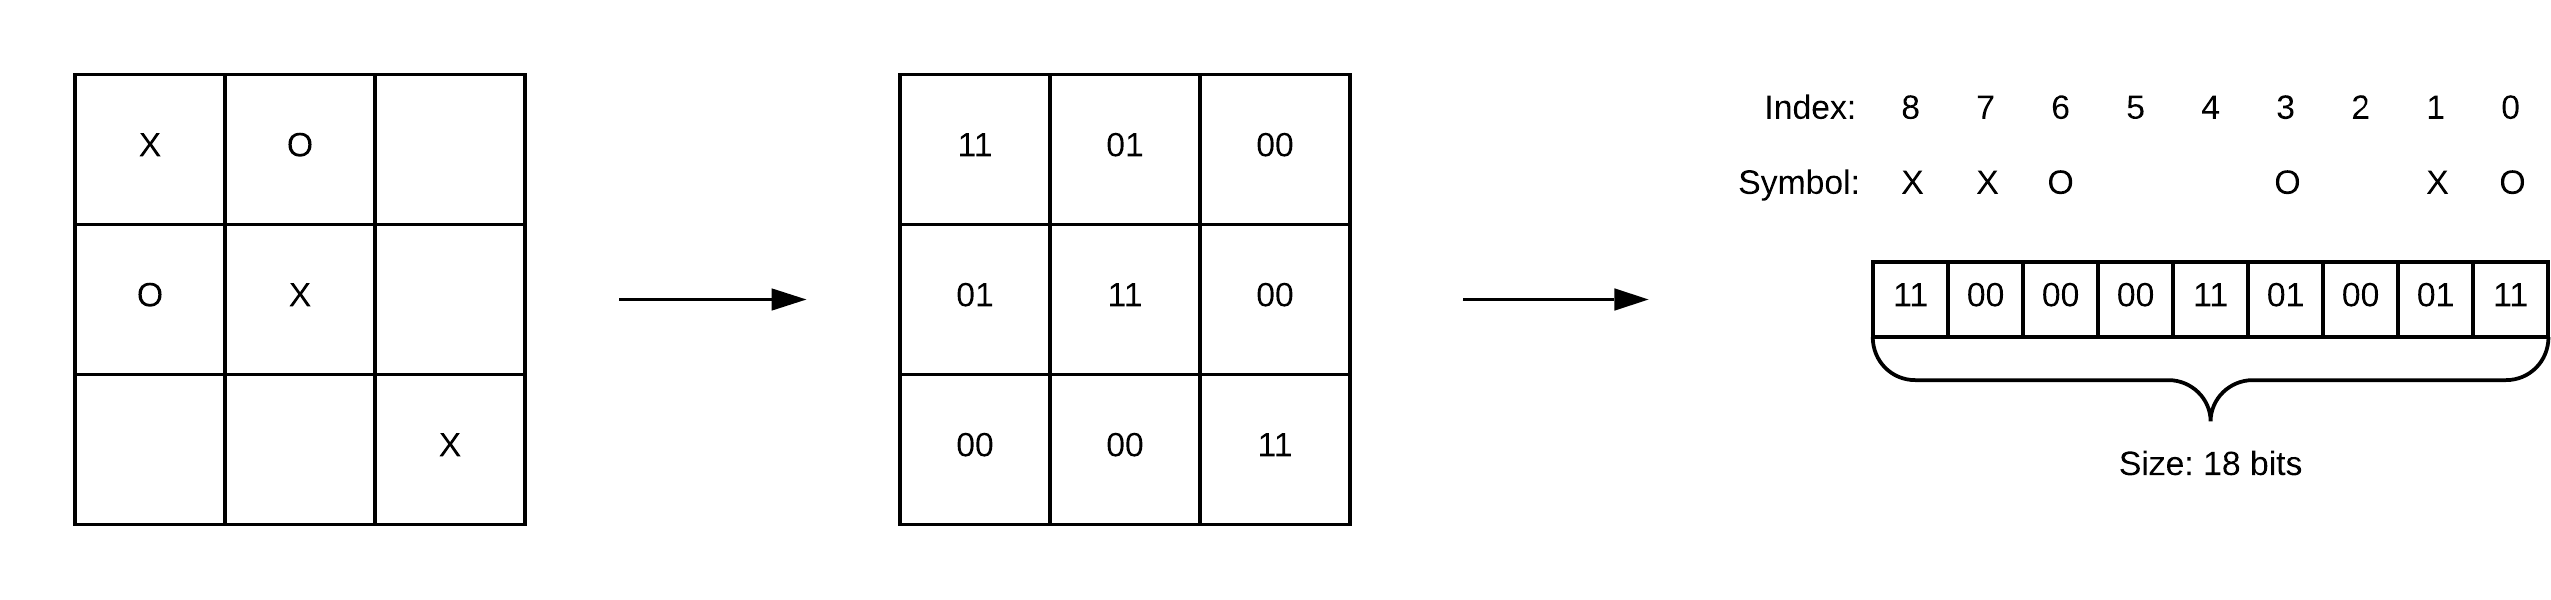 X O
O X
X
11 01 00
01 11 00
00 00 11
Index: 8 7 6 5 4 3 2 1 0
Symbol: X X O O X O
11 00 00 00 11 01 00 01 11
Size: 18 bits